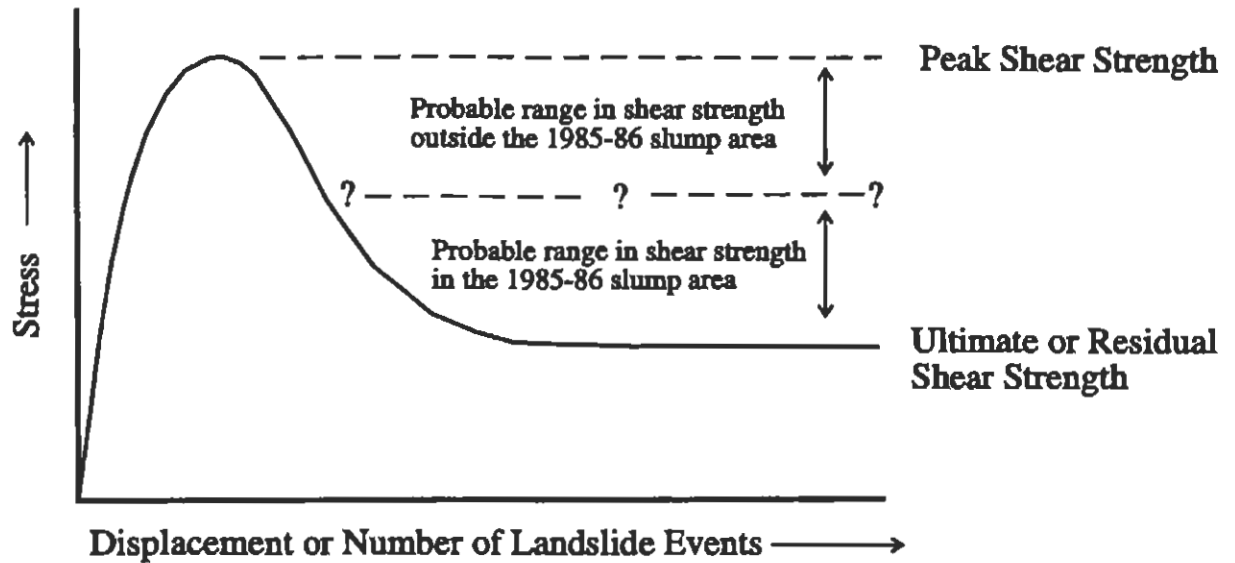 Peak Shear Strength
Probable range in shear strength
outside the 1985-86 slump area
? ? ?
Probable range in shear strength
in the 1985-86 slump area
Stress
Ultimate or Residual
Shear Strength
Displacement or Number of Landslide Events